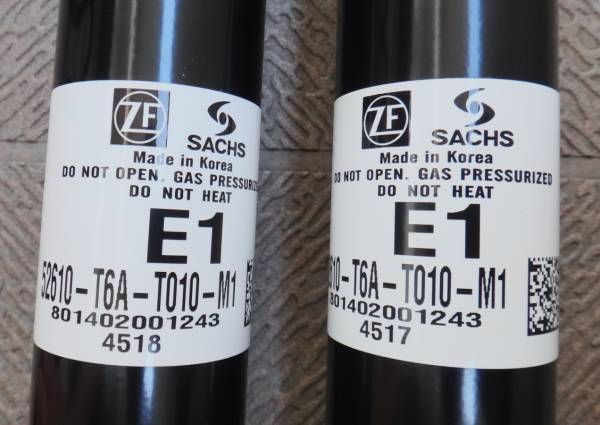 ZF
SACHS
Made in Korea
DO NOT OPEN. GAS PRESSURIZED
DO NOT HEAT
E1
52610-T6A-T010-M1
801402001243
4518
ZF
SACHS
Made in Korea
DO NOT OPEN. GAS PRESSURIZED
DO NOT HEAT
E1
610-T6A-T010-M1
801402001243
4517